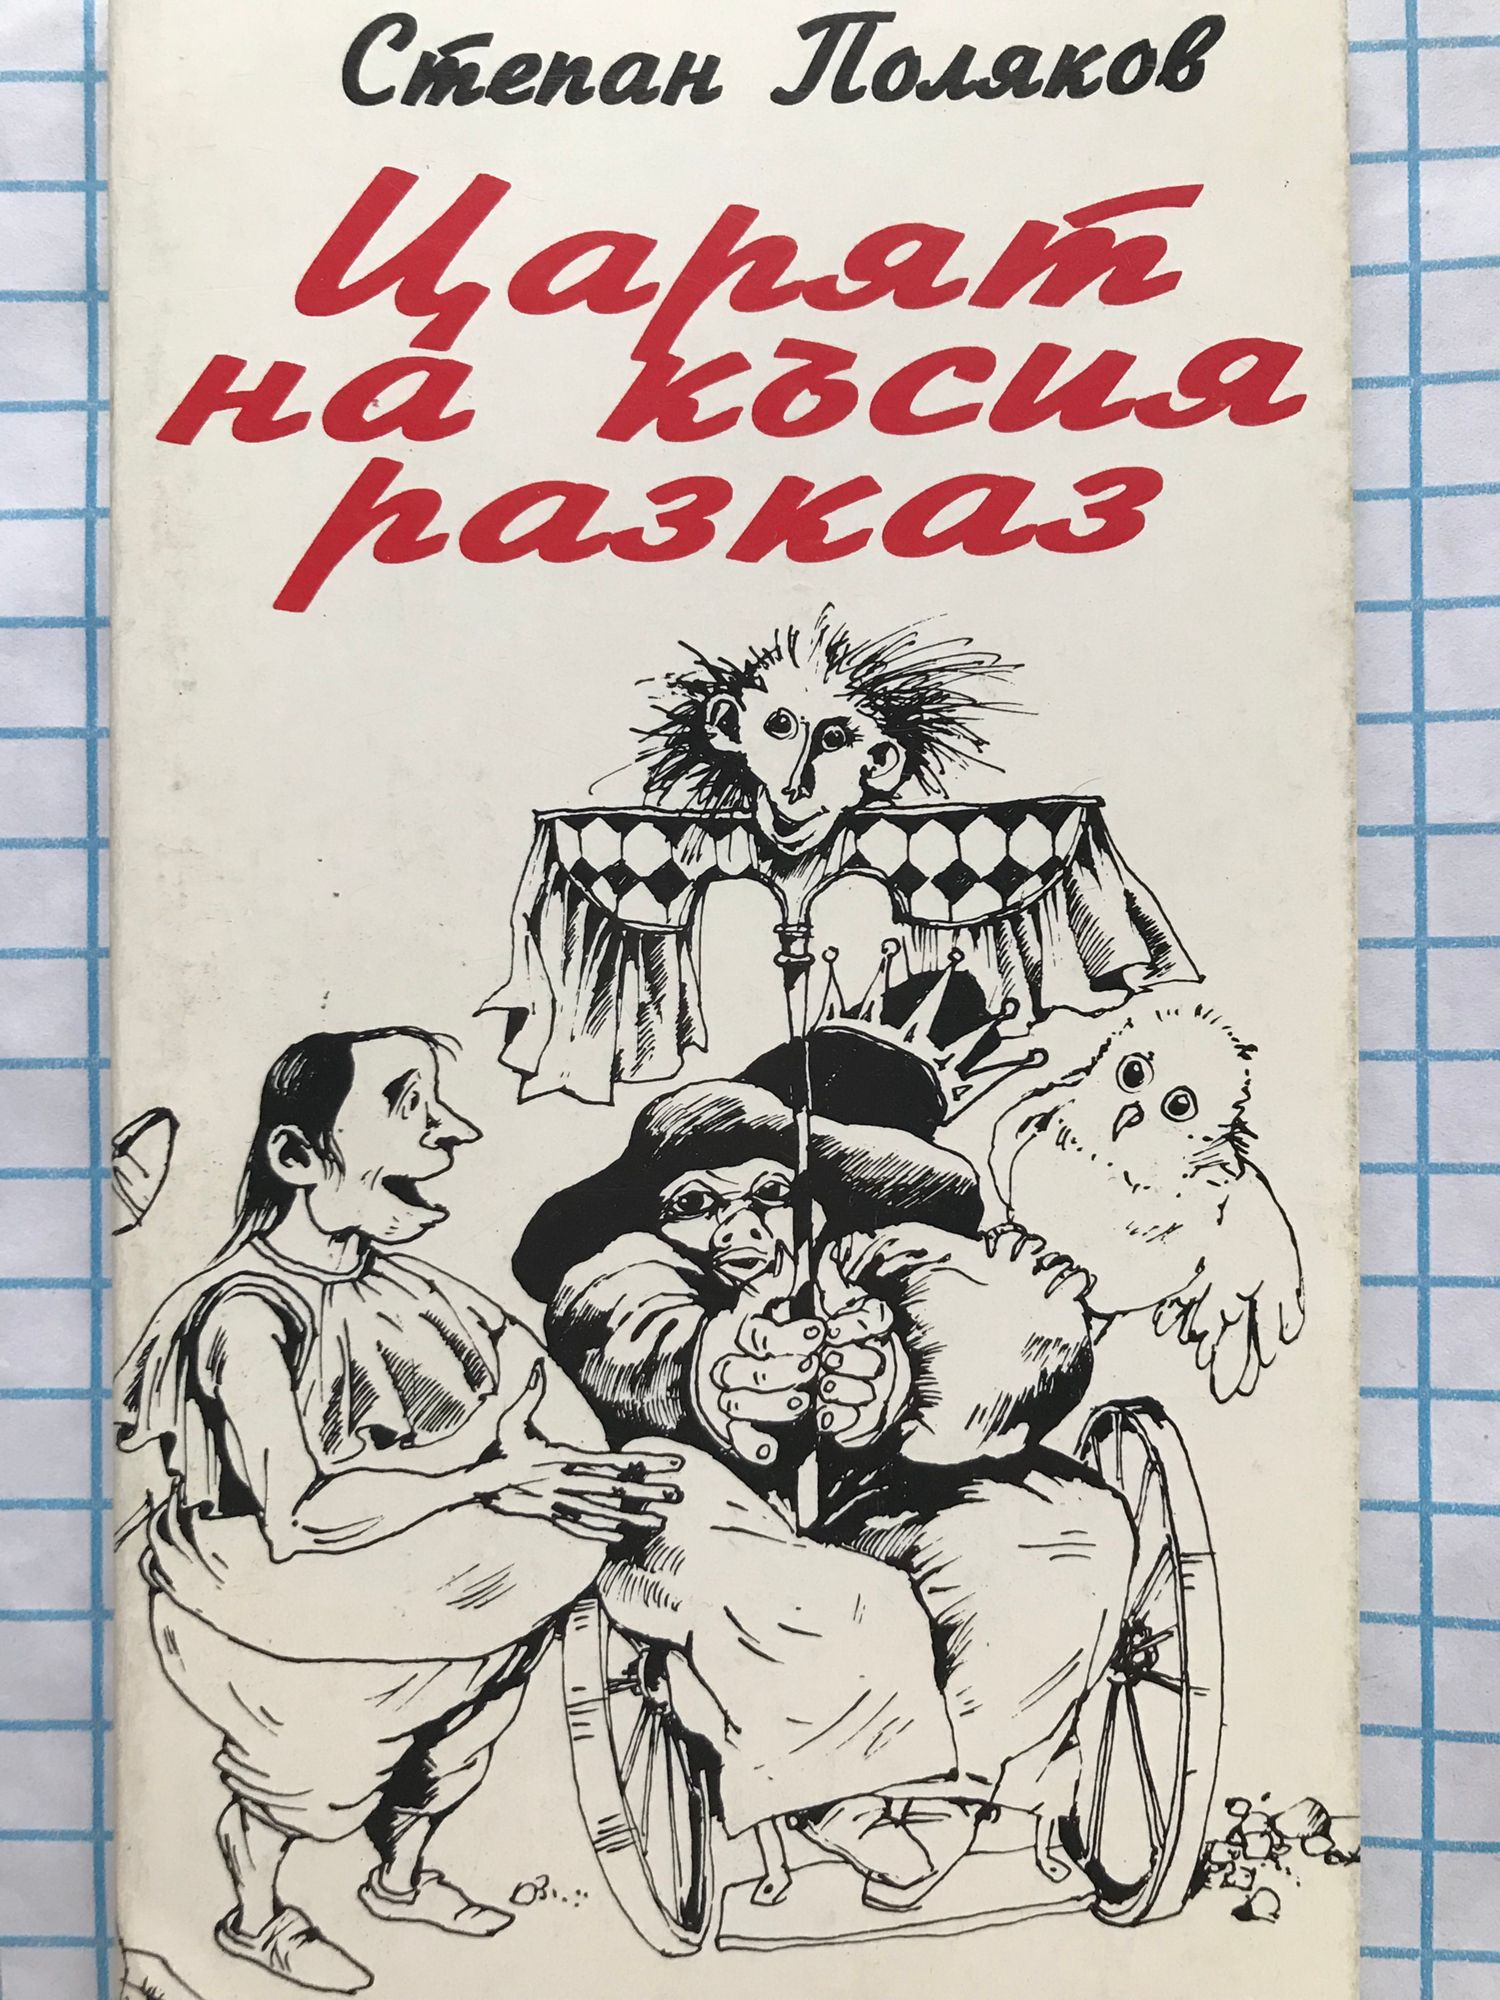 Степан Поляков
Царят
на късия
разказ